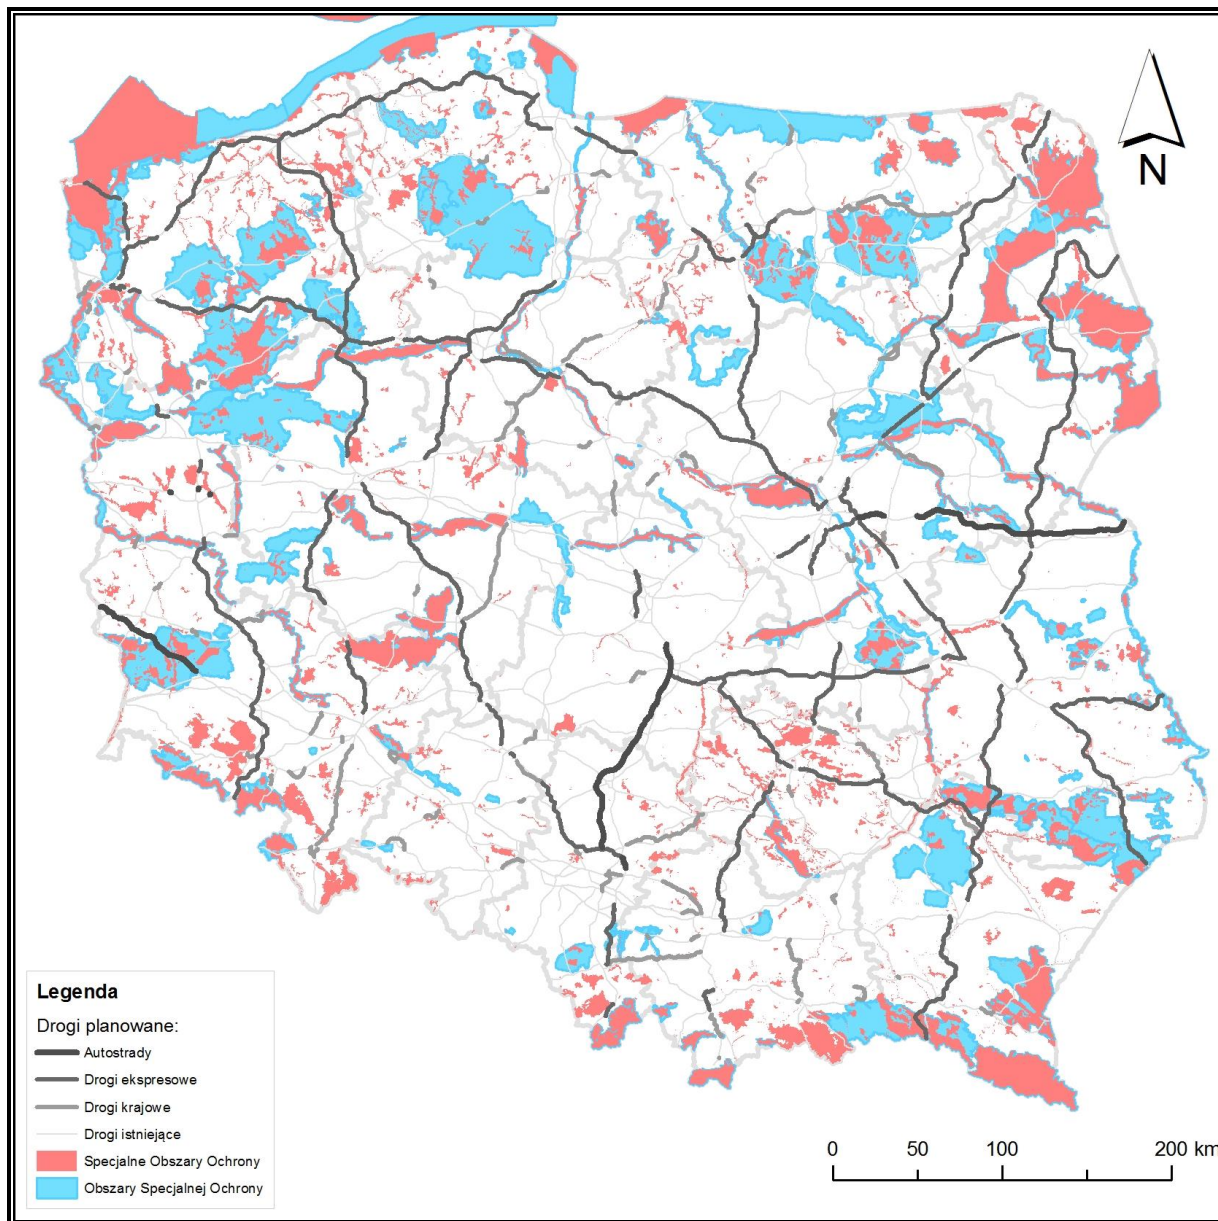 N
Legenda
Drogi planowane:
Autostrady
Drogi ekspresowe
Drogi krajowe
Drogi istniejące
Specjalne Obszary Ochrony
Obszary Specjalnej Ochrony
0 50 100 200 km